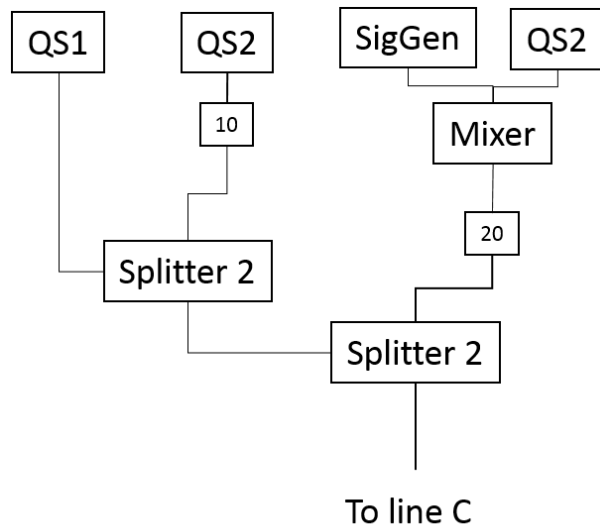 QS1
QS2
SigGen
QS2
10
Mixer
20
Splitter 2
Splitter 2
To line C